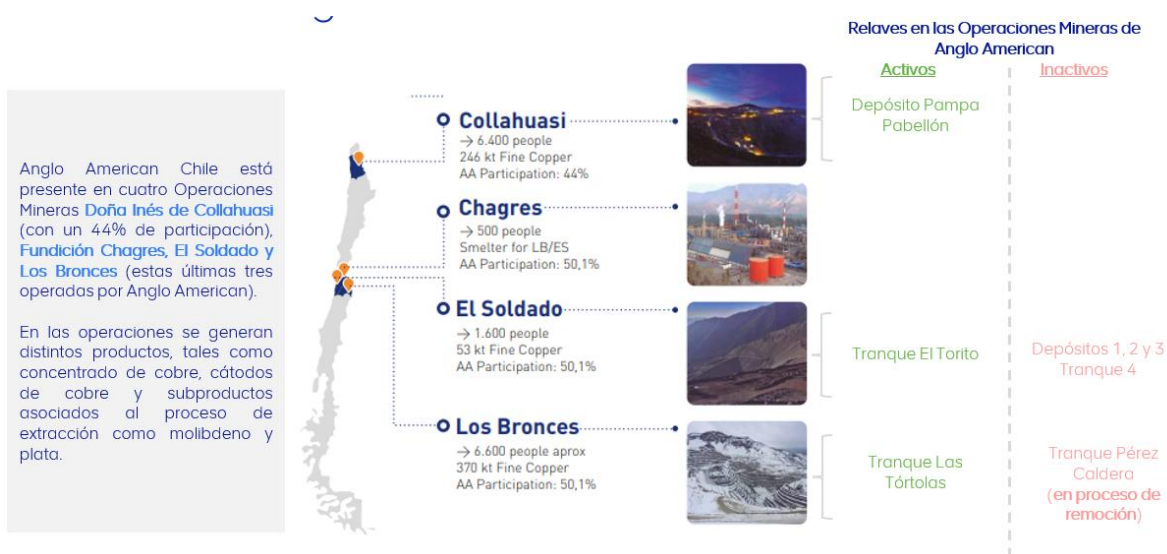 Relaves en las Operaciones Mineras de
Anglo American
Activos
Inactivos
Anglo American Chile está
presente en cuatro Operaciones
Mineras Doña Inés de Collahuasi
(con un 44% de participación),
Fundición Chagres, El Soldado y
Los Bronces (estas últimas tres
operadas por Anglo American).
En las operaciones se generan
distintos productos, tales como
concentrado de cobre, cátodos
de cobre y subproductos
asociados al proceso de
extracción como molibdeno y
plata.
Collahuasi
→ 6.400 people
246 kt Fine Copper
AA Participation: 44%
Depósito Pampa
Pabellón
Chagres
→ 500 people
Smelter for LB/ES
AA Participation: 50,1%
El Soldado
→ 1.600 people
53 kt Fine Copper
AA Participation: 50,1%
Tranque El Torito
Depósitos 1, 2 y 3
Tranque 4
Los Bronces
→ 6.600 people aprox
370 kt Fine Copper
AA Participation: 50,1%
Tranque Las
Tórtolas
Tranque Pérez
Caldera
(en proceso de
remoción)